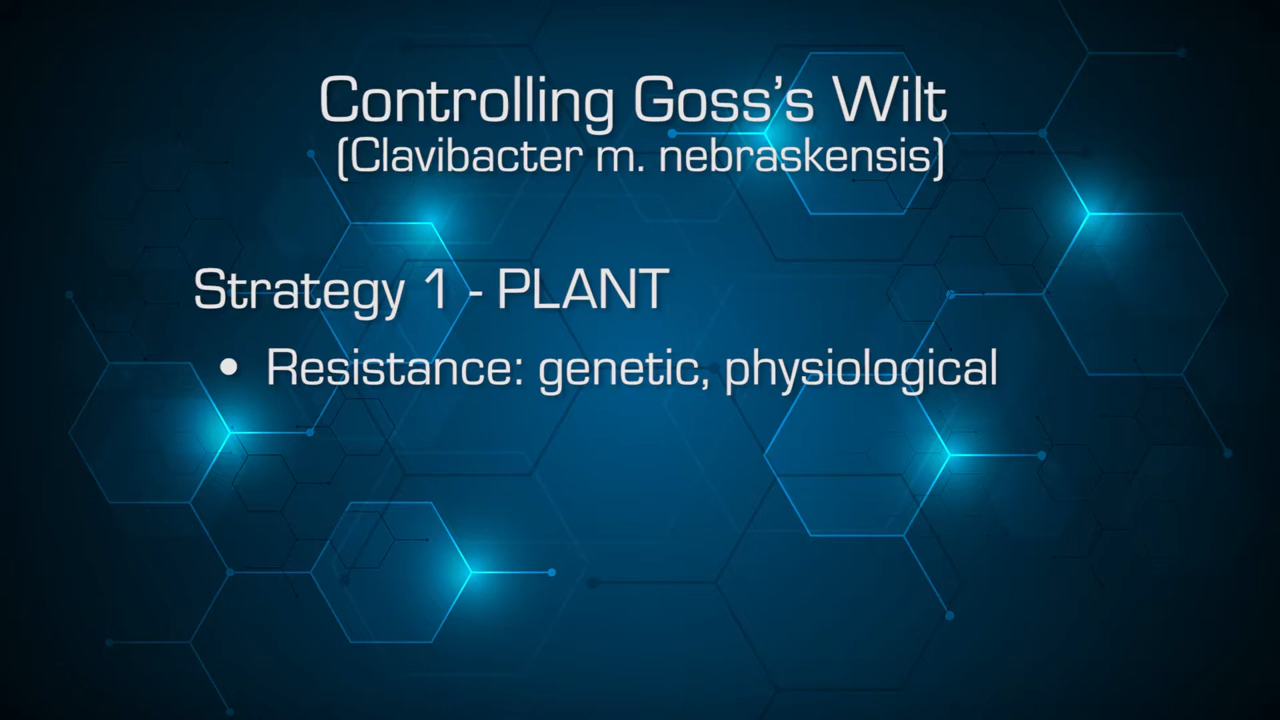 Controlling Goss’s Wilt
(Clavibacter m. nebraskensis)
Strategy 1 - PLANT
• Resistance: genetic, physiological